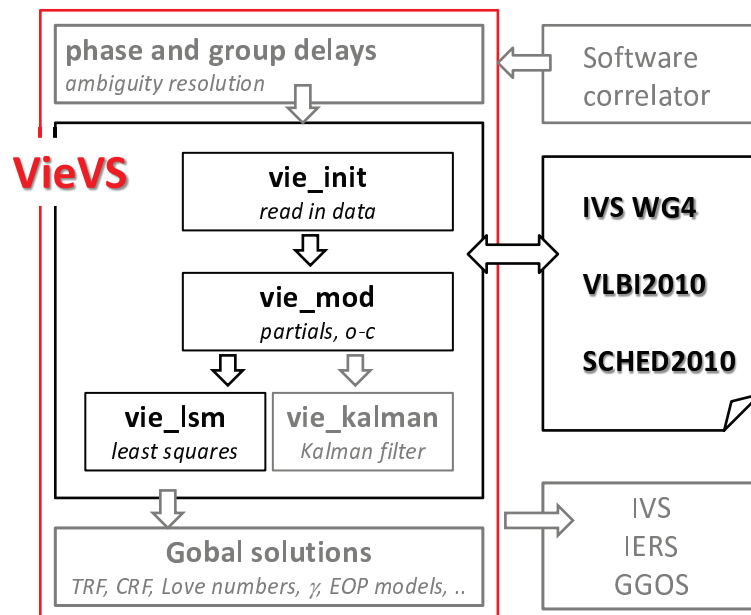 phase and group delays
ambiguity resolution
Software
correlator
VieVS
vie_init
read in data
vie_mod
partials, o-c
vie_lsm
least squares
vie_kalman
Kalman filter
IVS WG4
VLBI2010
SCHED2010
Gobal solutions
TRF, CRF, Love numbers, γ, EOP models, ..
IVS
IERS
GGOS